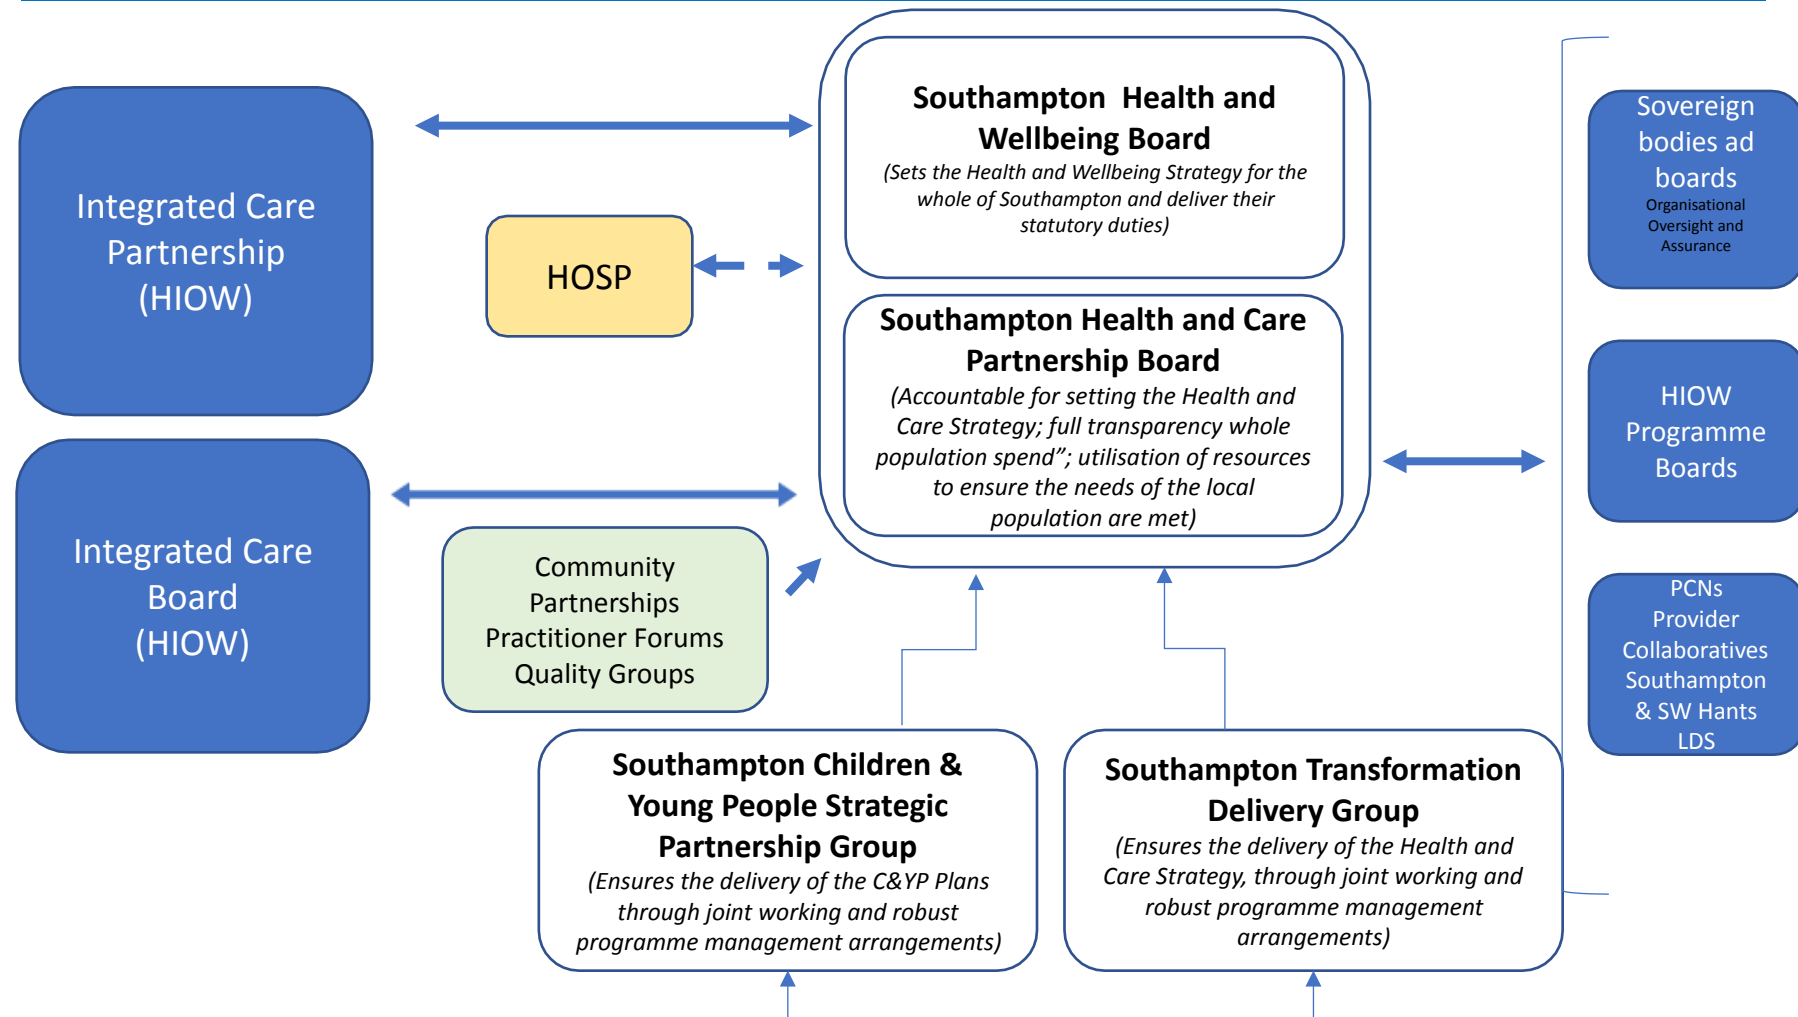 Southampton Health and
Wellbeing Board
(Sets the Health and Wellbeing Strategy for the
whole of Southampton and deliver their
statutory duties)
Integrated Care
Partnership
(HIOW)
HOSP
Southampton Health and Care
Partnership Board
(Accountable for setting the Health and
Care Strategy; full transparency whole
population spend”; utilisation of resources
to ensure the needs of the local
population are met)
Integrated Care
Board
(HIOW)
Community
Partnerships
Practitioner Forums
Quality Groups
Sovereign
bodies ad
boards
Organisational
Oversight and
Assurance
HIOW
Programme
Boards
PCNs
Provider
Collaboratives
Southampton
& SW Hants
LDS
Southampton Children &
Young People Strategic
Partnership Group
(Ensures the delivery of the C&YP Plans
through joint working and robust
programme management arrangements)
Southampton Transformation
Delivery Group
(Ensures the delivery of the Health and
Care Strategy, through joint working and
robust programme management
arrangements)